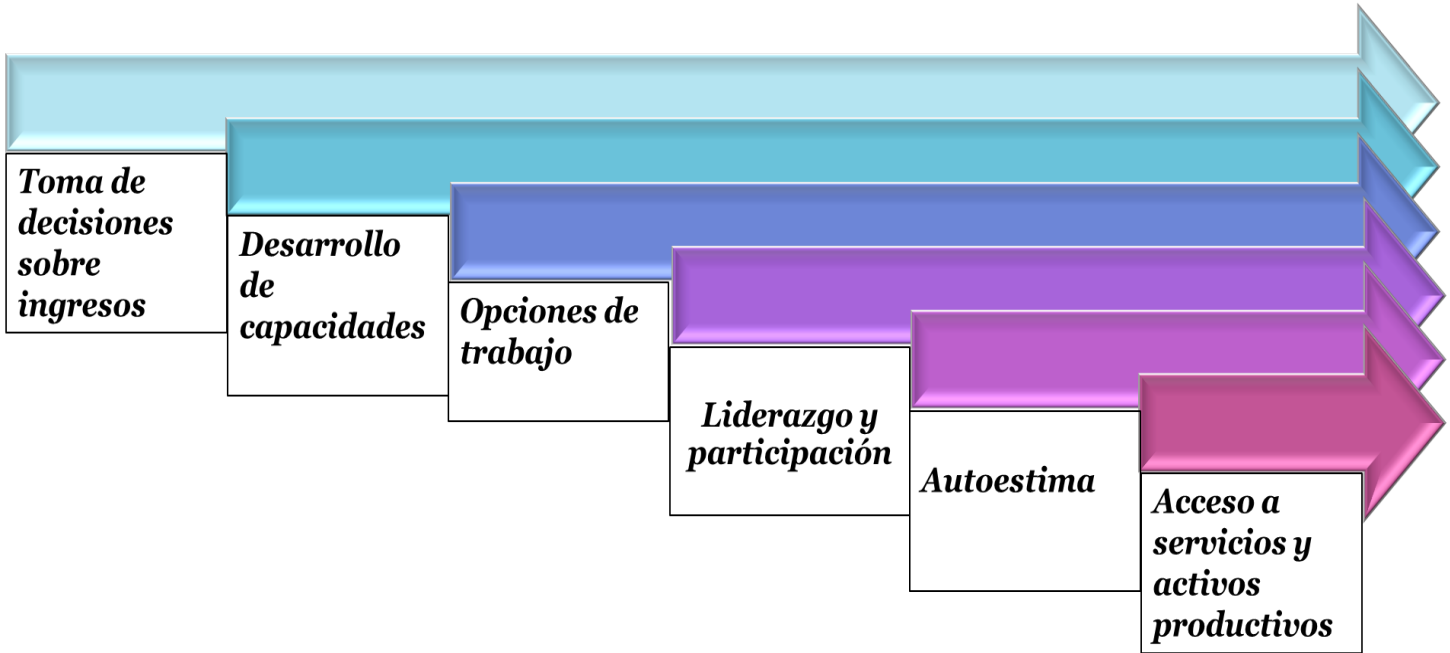 Toma de
decisiones
sobre
ingresos
Desarrollo
de
capacidades
Opciones de
trabajo
Liderazgo y
participación
Autoestima
Acceso a
servicios y
activos
productivos